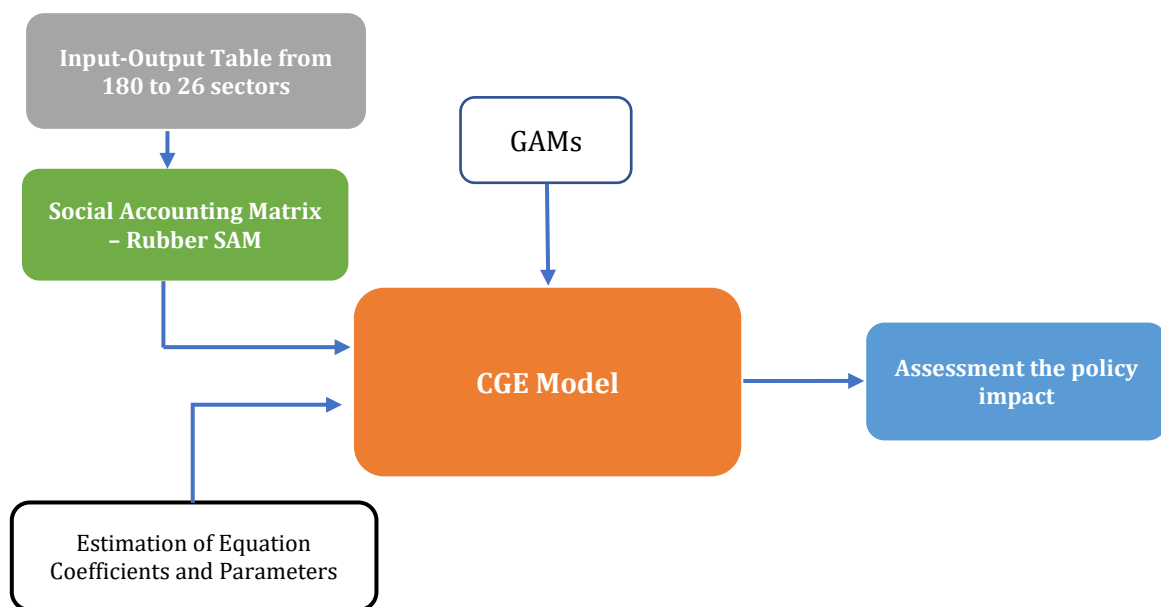 Input-Output Table from
180 to 26 sectors
GAMs
Social Accounting Matrix
– Rubber SAM
CGE Model
Assessment the policy
impact
Estimation of Equation
Coefficients and Parameters